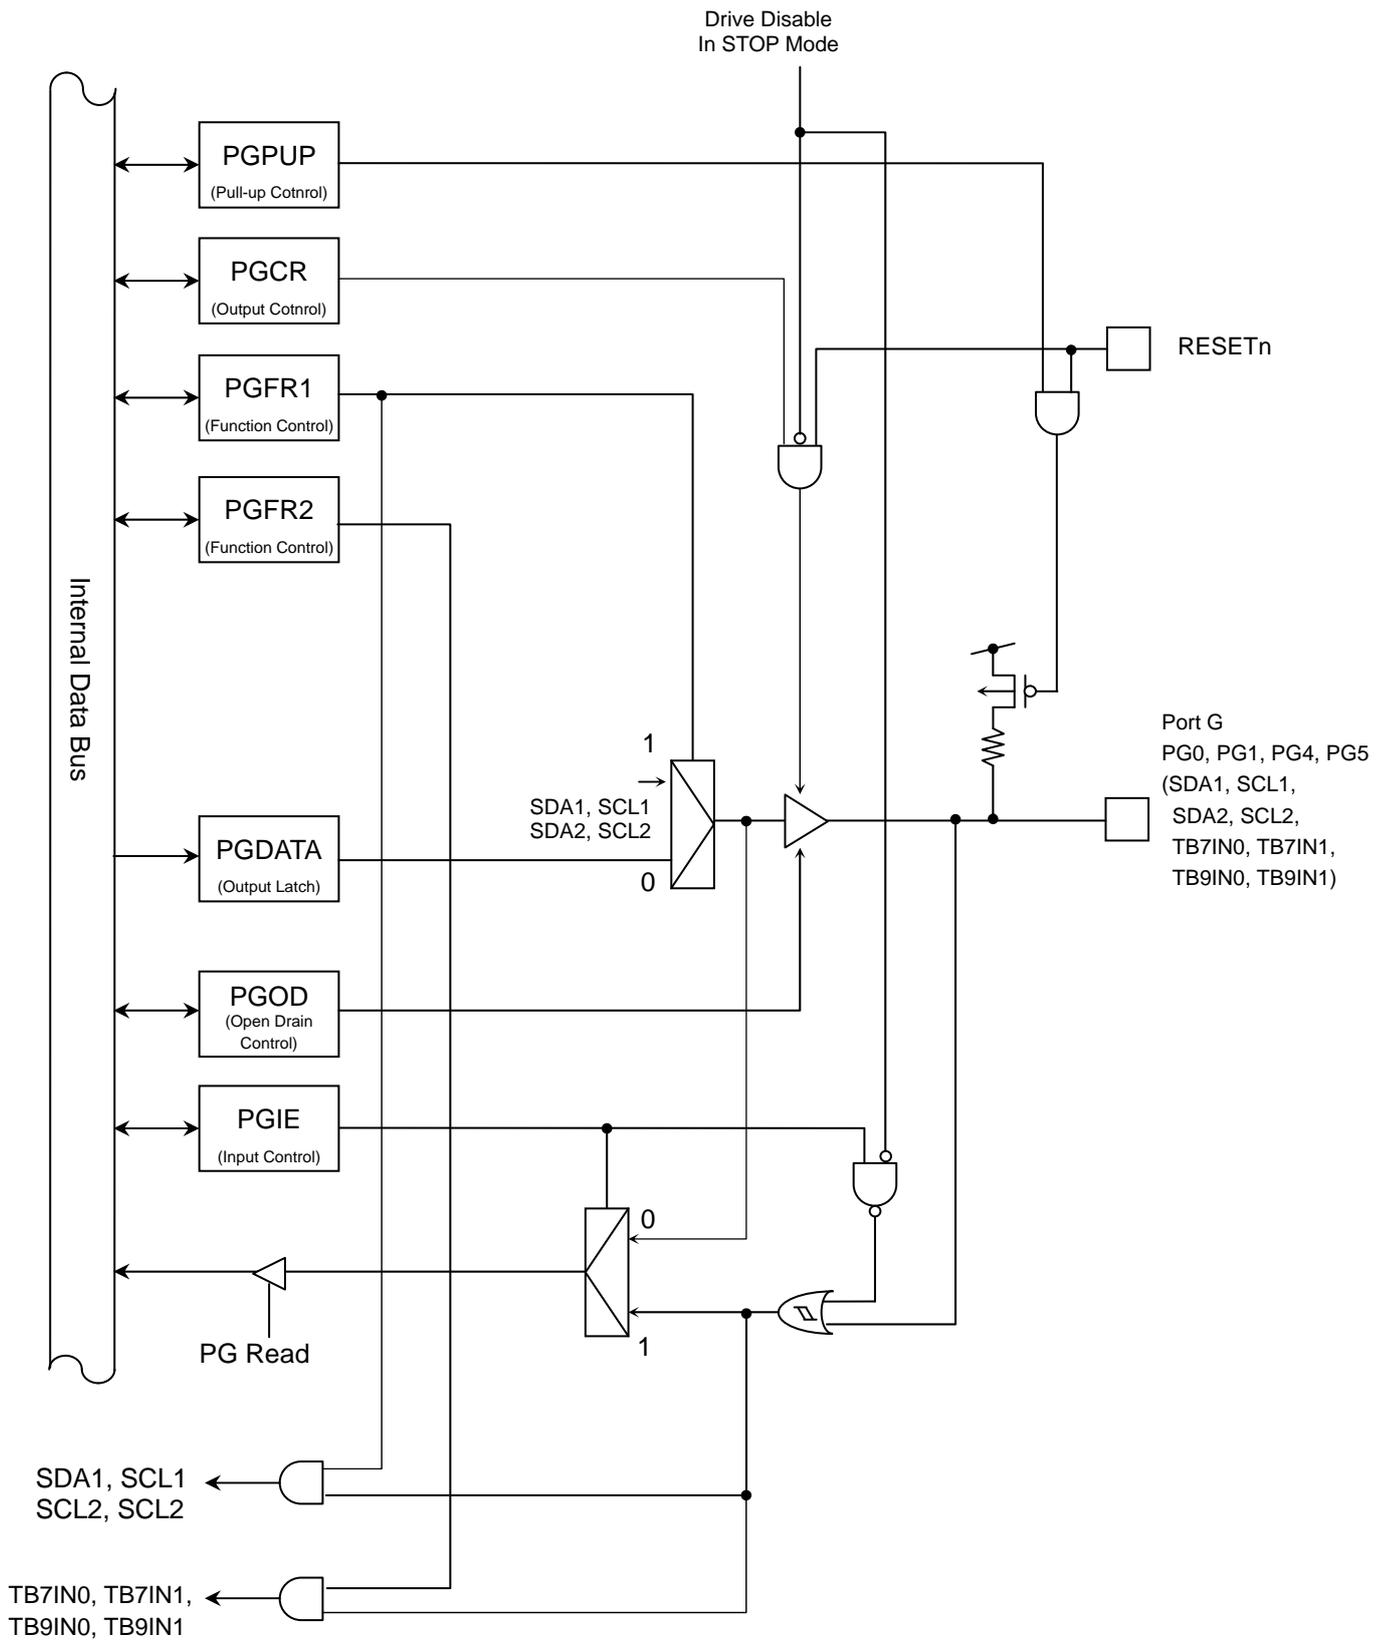 Drive Disable
In STOP Mode
PGPUP
(Pull-up Cotnrol)
PGCR
(Output Cotnrol)
RESETn
PGFR1
(Function Control)
PGFR2
(Function Control)
Internal Data Bus
Port G
PG0, PG1, PG4, PG5
(SDA1, SCL1,
SDA2, SCL2,
TB7IN0, TB7IN1,
TB9IN0, TB9IN1)
1
SDA1, SCL1
SDA2, SCL2
0
PGDATA
(Output Latch)
PGOD
(Open Drain
Control)
PGIE
(Input Control)
0
1
PG Read
SDA1, SCL1
SCL2, SCL2
TB7IN0, TB7IN1,
TB9IN0, TB9IN1